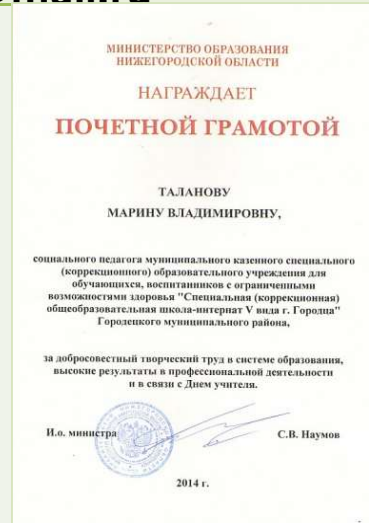 МИНИСТЕРСТВО ОБРАЗОВАНИЯ
НИЖЕГОРОДСКОЙ ОБЛАСТИ
НАГРАЖДАЕТ
ПОЧЕТНОЙ ГРАМОТОЙ
ТАЛАНОВУ
МАРИНУ ВЛАДИМИРОВНУ,
социального педагога муниципального казенного специального
(коррекционного) образовательного учреждения для
обучающихся, воспитанников с ограниченными
возможностями здоровья "Специальная (коррекционная)
общеобразовательная школа-интернат V вида г. Городца"
Городецкого муниципального района,
за добросовестный творческий труд в системе образования,
высокие результаты в профессиональной деятельности
и в связи с Днем учителя.
И.о. министра С.В. Наумов
2014 г.